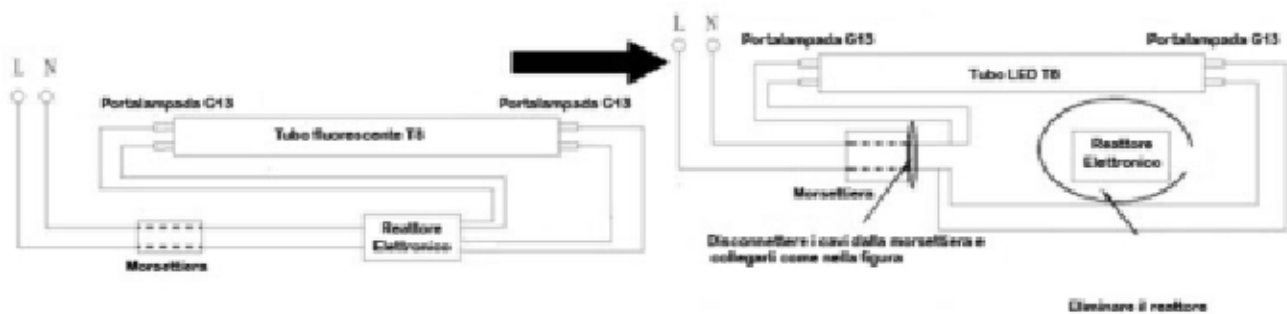 L N
Portalampada G13
Portalampada G13
Tubo fluorescente T8
Reattore
Elettronico
Morsettiera
L N
Portalampada G13
Portalampada G13
Tubo LED T8
Reattore
Elettronico
Morsettiera
Disconnettere i cavi dalla morsettiera e
collegarli come nella figura
Eliminare il reattore